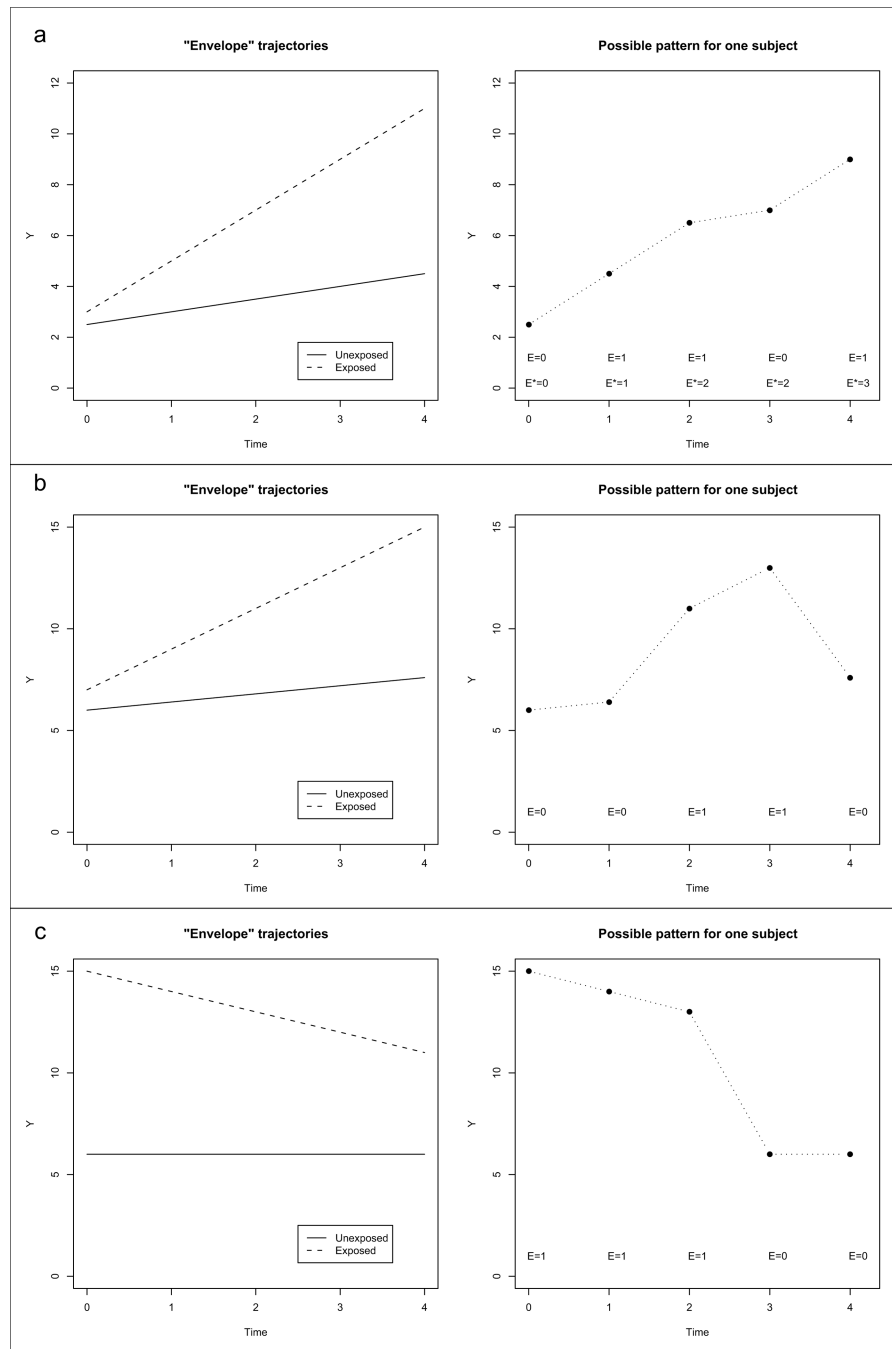 a
"Envelope" trajectories
Y
12
10
8
6
4
2
0
Unexposed
Exposed
0 1 2 3 4
Time
Possible pattern for one subject
Y
12
10
8
6
4
2
0
E=0 E=1 E=1 E=0 E=1
E*=0 E*=1 E*=2 E*=2 E*=3
0 1 2 3 4
Time
b
"Envelope" trajectories
Y
15
10
5
0
Unexposed
Exposed
0 1 2 3 4
Time
Possible pattern for one subject
Y
15
10
5
0
E=0 E=0 E=1 E=1 E=0
0 1 2 3 4
Time
c
"Envelope" trajectories
Y
15
10
5
0
Unexposed
Exposed
0 1 2 3 4
Time
Possible pattern for one subject
Y
15
10
5
0
E=1 E=1 E=1 E=0 E=0
0 1 2 3 4
Time